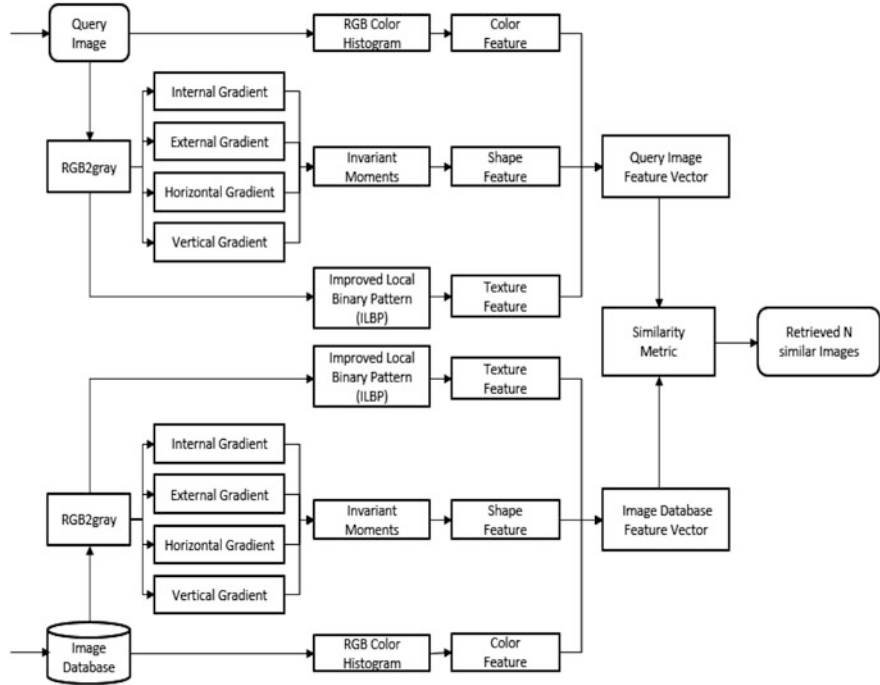 Query
Image
RGB Color
Histogram
Color
Feature
Internal Gradient
External Gradient
RGB2gray
Invariant
Moments
Shape
Feature
Query Image
Feature Vector
Horizontal Gradient
Vertical Gradient
Improved Local
Binary Pattern
(ILBP)
Texture
Feature
Similarity
Metric
Retrieved N
similar Images
Improved Local
Binary Pattern
(ILBP)
Texture
Feature
Internal Gradient
External Gradient
RGB2gray
Invariant
Moments
Shape
Feature
Image Database
Feature Vector
Horizontal Gradient
Vertical Gradient
Image
Database
RGB Color
Histogram
Color
Feature